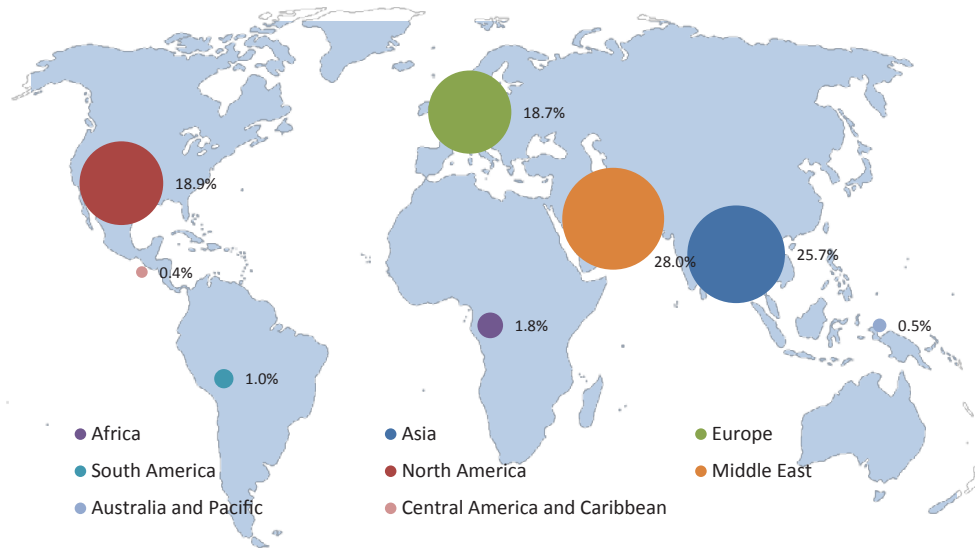 18.7%
18.9%
28.0%
25.7%
0.4%
1.8%
0.5%
1.0%
Africa
Asia
Europe
South America
North America
Middle East
Australia and Pacific
Central America and Caribbean